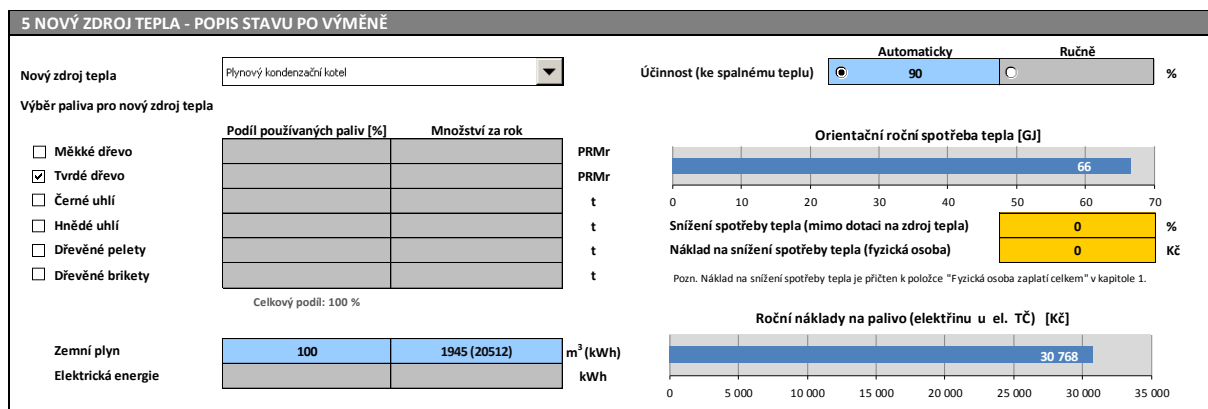 5 NOVÝ ZDROJ TEPLA - POPIS STAVU PO VÝMĚNĚ
Automaticky Ručně
Nový zdroj tepla Plynový kondenzační kotel Účinnost (ke spalnému teplu) 90 %
Výběr paliva pro nový zdroj tepla
Podíl používaných paliv [%] Množství za rok
Orientační roční spotřeba tepla [GJ]
Měkké dřevo PRMr
66
Tvrdé dřevo PRMr
Černé uhlí t
0 10 20 30 40 50 60 70
Hnědé uhlí t
Snížení spotřeby tepla (mimo dotaci na zdroj tepla) 0 %
Dřevěné pelety t
Náklad na snížení spotřeby tepla (fyzická osoba) 0 Kč
Dřevěné brikety t
Pozn. Náklad na snížení spotřeby tepla je přičten k položce "Fyzická osoba zaplatí celkem" v kapitole 1.
Celkový podíl: 100 %
Roční náklady na palivo (elektřinu u el. TČ) [Kč]
Zemní plyn 100 1945 (20512) m³ (kWh)
30 768
Elektrická energie kWh
0 5 000 10 000 15 000 20 000 25 000 30 000 35 000